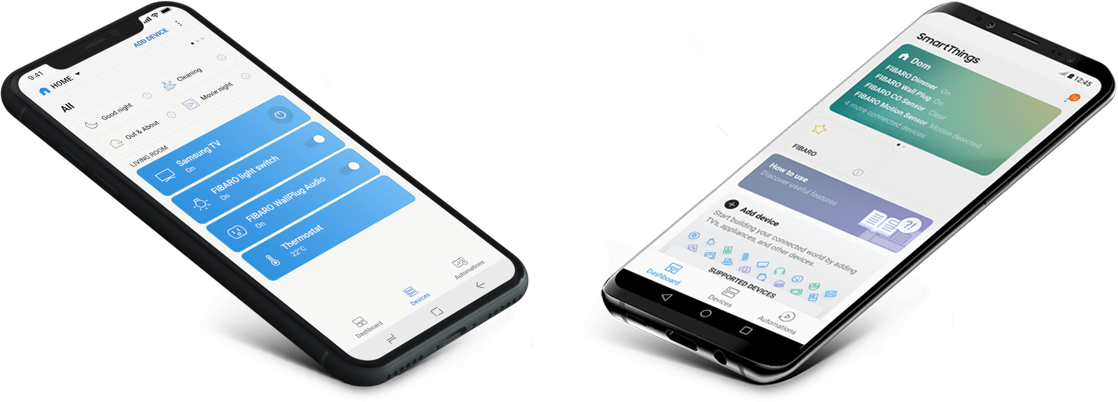 9:41
ADD DEVICE
HOME
All
Good night
Cleaning
Out & About
Movie night
LIVING ROOM
Samsung TV
On
FIBARO light switch
On
FIBARO WallPlug Audio
On
Thermostat
22°C
Dashboard
Devices
Automations
12:45
SmartThings
Dom
FIBARO Dimmer On
FIBARO Wall Plug On
FIBARO CO Sensor Clear
FIBARO Motion Sensor Motion detected
4 more connected devices
FIBARO
How to use
Discover useful features
Add device
Start building your connected world by adding
TVs, appliances, and other devices.
SUPPORTED DEVICES
Dashboard
Devices
Automations